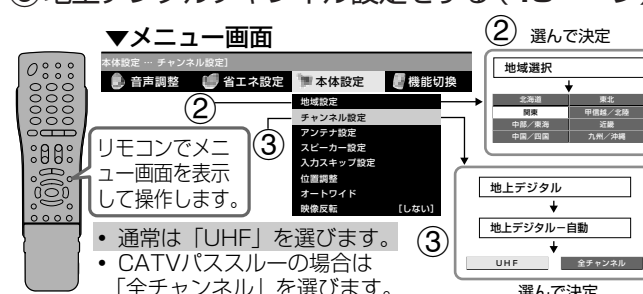 ③地上デジタルチャンネル設定をする
▼メニュー画面
本体設定 … チャンネル設定]
音声調整 省エネ設定 本体設定 機能切換
②
③
地域設定
チャンネル設定
アンテナ設定
スピーカー設定
入力スキップ設定
位置調整
オートワイド
映像反転 [しない]
リモコンでメニ
ュー画面を表示
して操作します。
• 通常は「UHF」を選びます。
• CATVパススルーの場合は
「全チャンネル」を選びます。
② 選んで決定
地域選択
北海道 東北
関東 甲信越／北陸
中部／東海 近畿
中国／四国 九州／沖縄
③
地上デジタル
地上デジタルー自動
UHF 全チャンネル
選んで決定